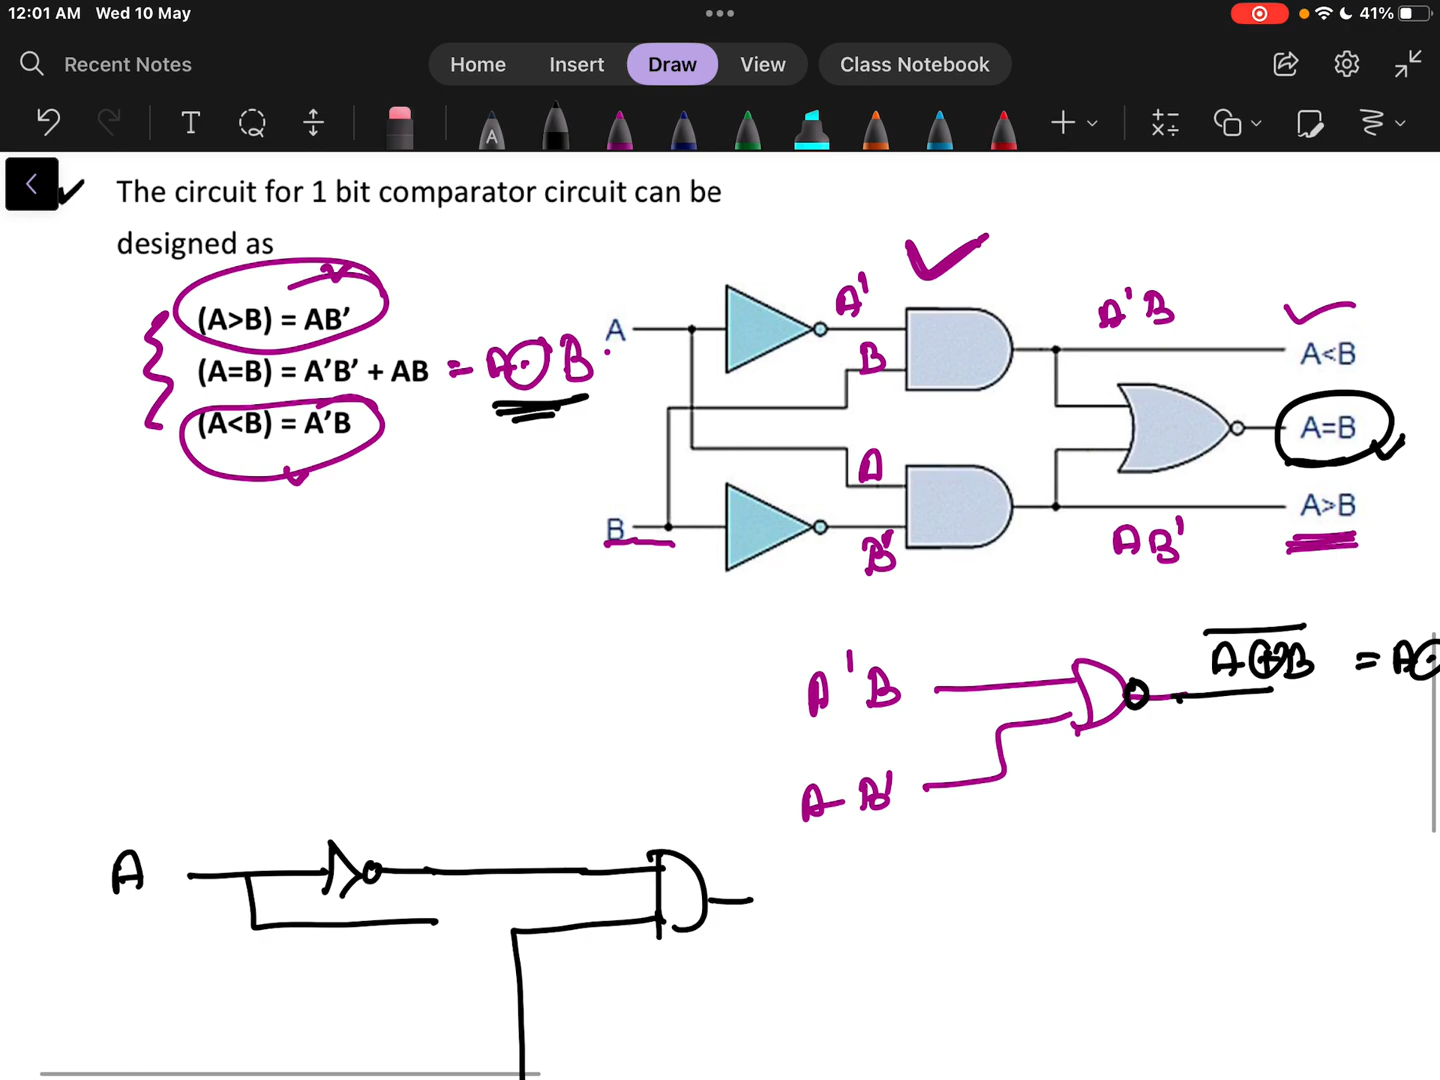 12:01 AM Wed 10 May
41%
Recent Notes
Home Insert Draw View Class Notebook
T
A
The circuit for 1 bit comparator circuit can be
designed as
(A>B) = AB’
(A=B) = A’B’ + AB = A⊙B
(A<B) = A’B
A
B
A'
B
A
B'
A'B
AB'
A<B
A=B
A>B
A'B
AB'
A̅⊕̅B̅ = A⊙
A